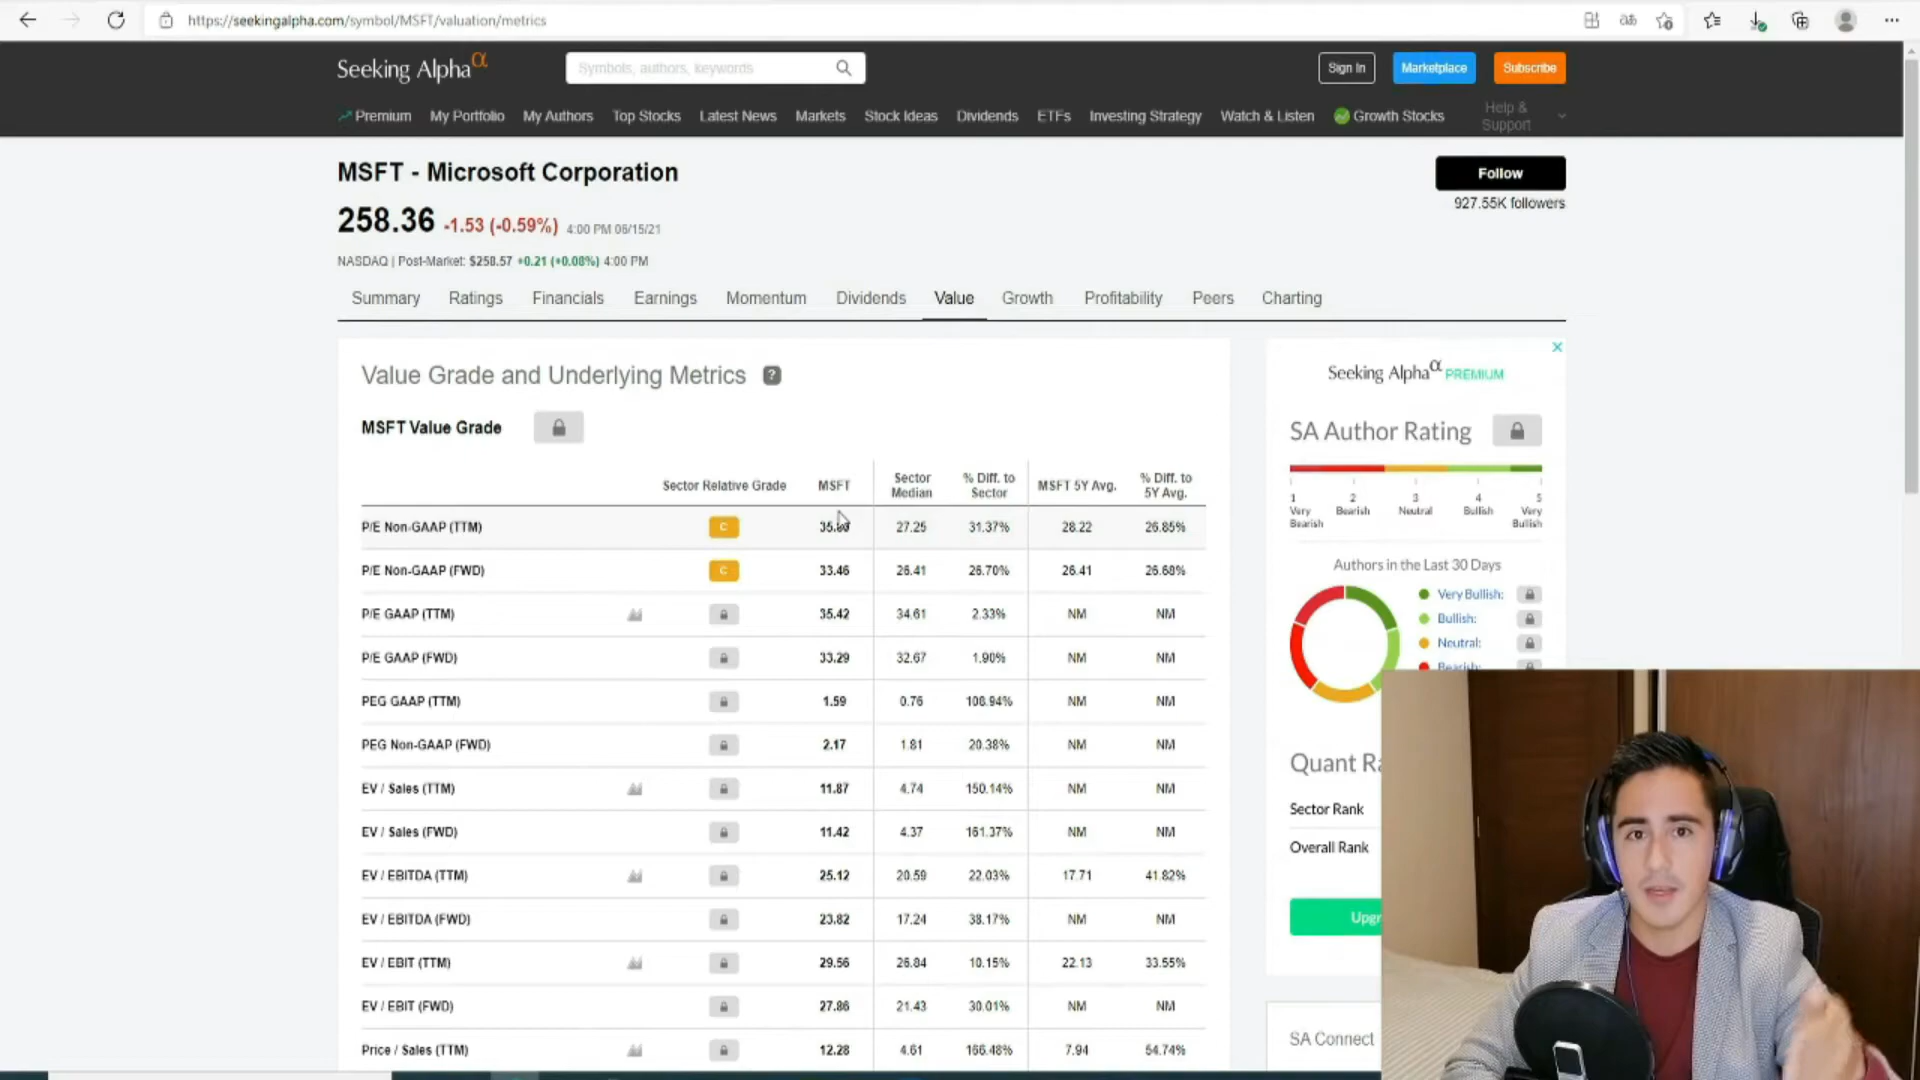 https://seekingalpha.com/symbol/MSFT/valuation/metrics
Seeking Alpha α
Symbols, authors, keywords
Sign In
Marketplace
Subscribe
Premium My Portfolio My Authors Top Stocks Latest News Markets Stock Ideas Dividends ETFs Investing Strategy Watch & Listen Growth Stocks Help & Support
MSFT - Microsoft Corporation
Follow
927.55K followers
258.36 -1.53 (-0.59%) 4:00 PM 06/15/21
NASDAQ | Post-Market: $258.57 +0.21 (+0.08%) 4:00 PM
Summary Ratings Financials Earnings Momentum Dividends Value Growth Profitability Peers Charting
Value Grade and Underlying Metrics ?
MSFT Value Grade
Sector Relative Grade MSFT Sector Median % Diff. to Sector MSFT 5Y Avg. % Diff. to 5Y Avg.
P/E Non-GAAP (TTM) C 27.25 31.37% 28.22 26.85%
P/E Non-GAAP (FWD) C 33.46 26.41 26.70% 26.41 26.68%
P/E GAAP (TTM) 35.42 34.61 2.33% NM NM
P/E GAAP (FWD) 33.29 32.67 1.90% NM NM
PEG GAAP (TTM) 1.59 0.76 108.94% NM NM
PEG Non-GAAP (FWD) 2.17 1.81 20.38% NM NM
EV / Sales (TTM) 11.87 4.74 150.14% NM NM
EV / Sales (FWD) 11.42 4.37 161.37% NM NM
EV / EBITDA (TTM) 25.12 20.59 22.03% 17.71 41.82%
EV / EBITDA (FWD) 23.82 17.24 38.17% NM NM
EV / EBIT (TTM) 29.56 26.84 10.15% 22.13 33.55%
EV / EBIT (FWD) 27.86 21.43 30.01% NM NM
Price / Sales (TTM) 12.28 4.61 166.48% 7.94 54.74%
Seeking Alpha α PREMIUM
SA Author Rating
1 2 3 4 5
Very Bearish Bearish Neutral Bullish Very Bullish
Authors in the Last 30 Days
Very Bullish:
Bullish:
Neutral:
Bearish:
Quant Ra
Sector Rank
Overall Rank
Upgr
SA Connect